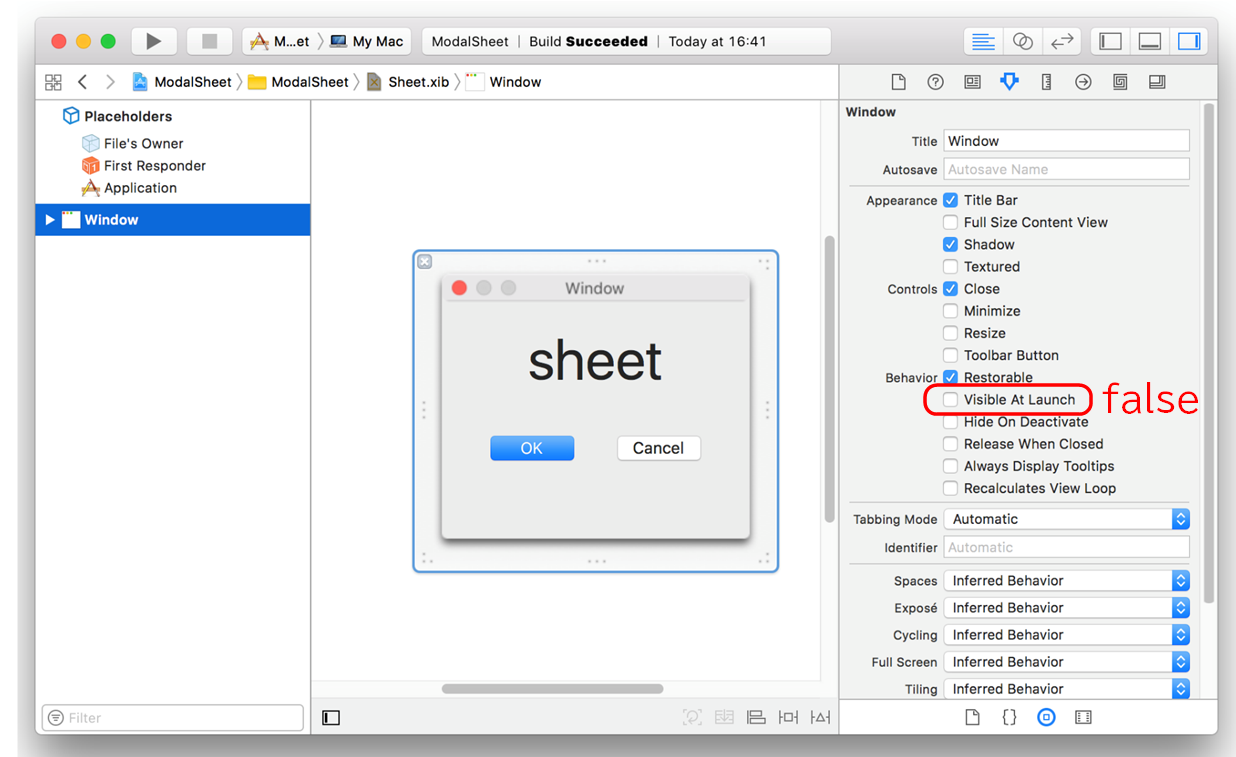 M...et 〉 My Mac
ModalSheet | Build Succeeded | Today at 16:41
ModalSheet 〉 ModalSheet 〉 Sheet.xib 〉 Window
Placeholders
File's Owner
1 First Responder
Application
Window
Filter
Window
sheet
OK Cancel
Window
Title Window
Autosave Autosave Name
Appearance Title Bar
Full Size Content View
Shadow
Textured
Controls Close
Minimize
Resize
Toolbar Button
Behavior Restorable
Visible At Launch false
Hide On Deactivate
Release When Closed
Always Display Tooltips
Recalculates View Loop
Tabbing Mode Automatic
Identifier Automatic
Spaces Inferred Behavior
Exposé Inferred Behavior
Cycling Inferred Behavior
Full Screen Inferred Behavior
Tiling Inferred Behavior